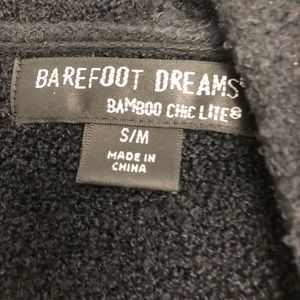 BAREFOOT DREAMS®
BAMBOO CHIC LITE®
S/M
MADE IN
CHINA